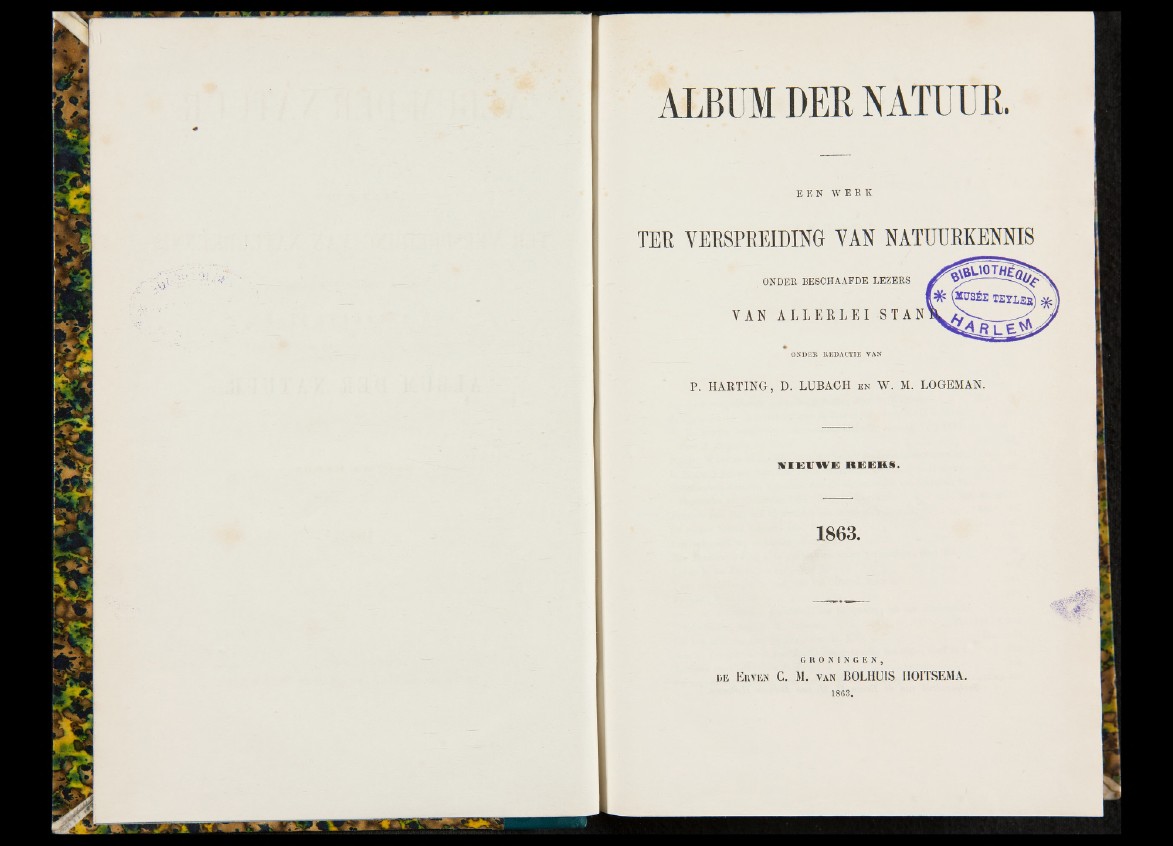 ALBUM DER NATUUR.
EEN WERK
TER VERSPREIDING VAN NATUURKENNIS
ONDER BESCHAAFDE LEZERS
VAN ALLERLEI STAND
BIBLIOTHÈQUE
MUSÉE TEYLER
HARLEM
ONDER REDACTIE VAN
P. HARTING, D. LUBACH EN W. M. LOGEMAN.
NIEUWE REEKS.
1863.
GRONINGEN,
DE ERVEN C. M. VAN BOLHUIS HOITSEMA.
1863.